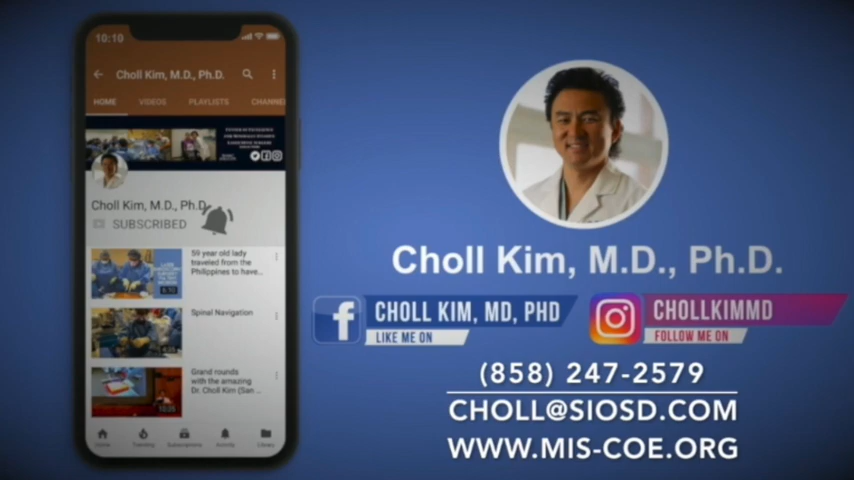 10:10
Choll Kim, M.D., Ph.D.
HOME VIDEOS PLAYLISTS CHANNE
Choll Kim, M.D., Ph.D.
SUBSCRIBED
59 year old lady
traveled from the
Philippines to have...
Spinal Navigation
Grand rounds
with the amazing
Dr. Choll Kim (San ...
Home Trending Subscriptions Activity Library
Choll Kim, M.D., Ph.D.
CHOLL KIM, MD, PHD
LIKE ME ON
CHOLLKIMMD
FOLLOW ME ON
(858) 247-2579
CHOLL@SIOSD.COM
WWW.MIS-COE.ORG